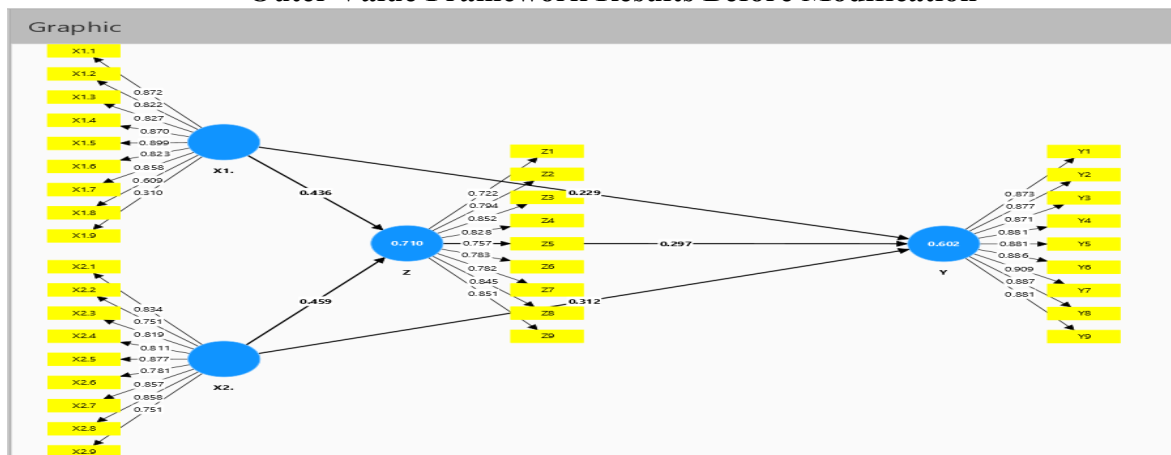 Outer Value Framework Results Before Modification
Graphic
X1.1
X1.2
X1.3
X1.4
X1.5
X1.6
X1.7
X1.8
X1.9
0.872
0.822
0.827
0.870
0.899
0.823
0.858
0.609
0.310
X1.
X2.1
X2.2
X2.3
X2.4
X2.5
X2.6
X2.7
X2.8
X2.9
0.834
0.751
0.819
0.811
0.877
0.781
0.857
0.858
0.751
X2.
0.436
0.459
0.710
Z
0.722
0.794
0.852
0.828
0.757
0.783
0.782
0.845
0.851
Z1
Z2
Z3
Z4
Z5
Z6
Z7
Z8
Z9
0.229
0.297
0.312
0.602
Y
0.873
0.877
0.871
0.881
0.881
0.886
0.909
0.887
0.881
Y1
Y2
Y3
Y4
Y5
Y6
Y7
Y8
Y9